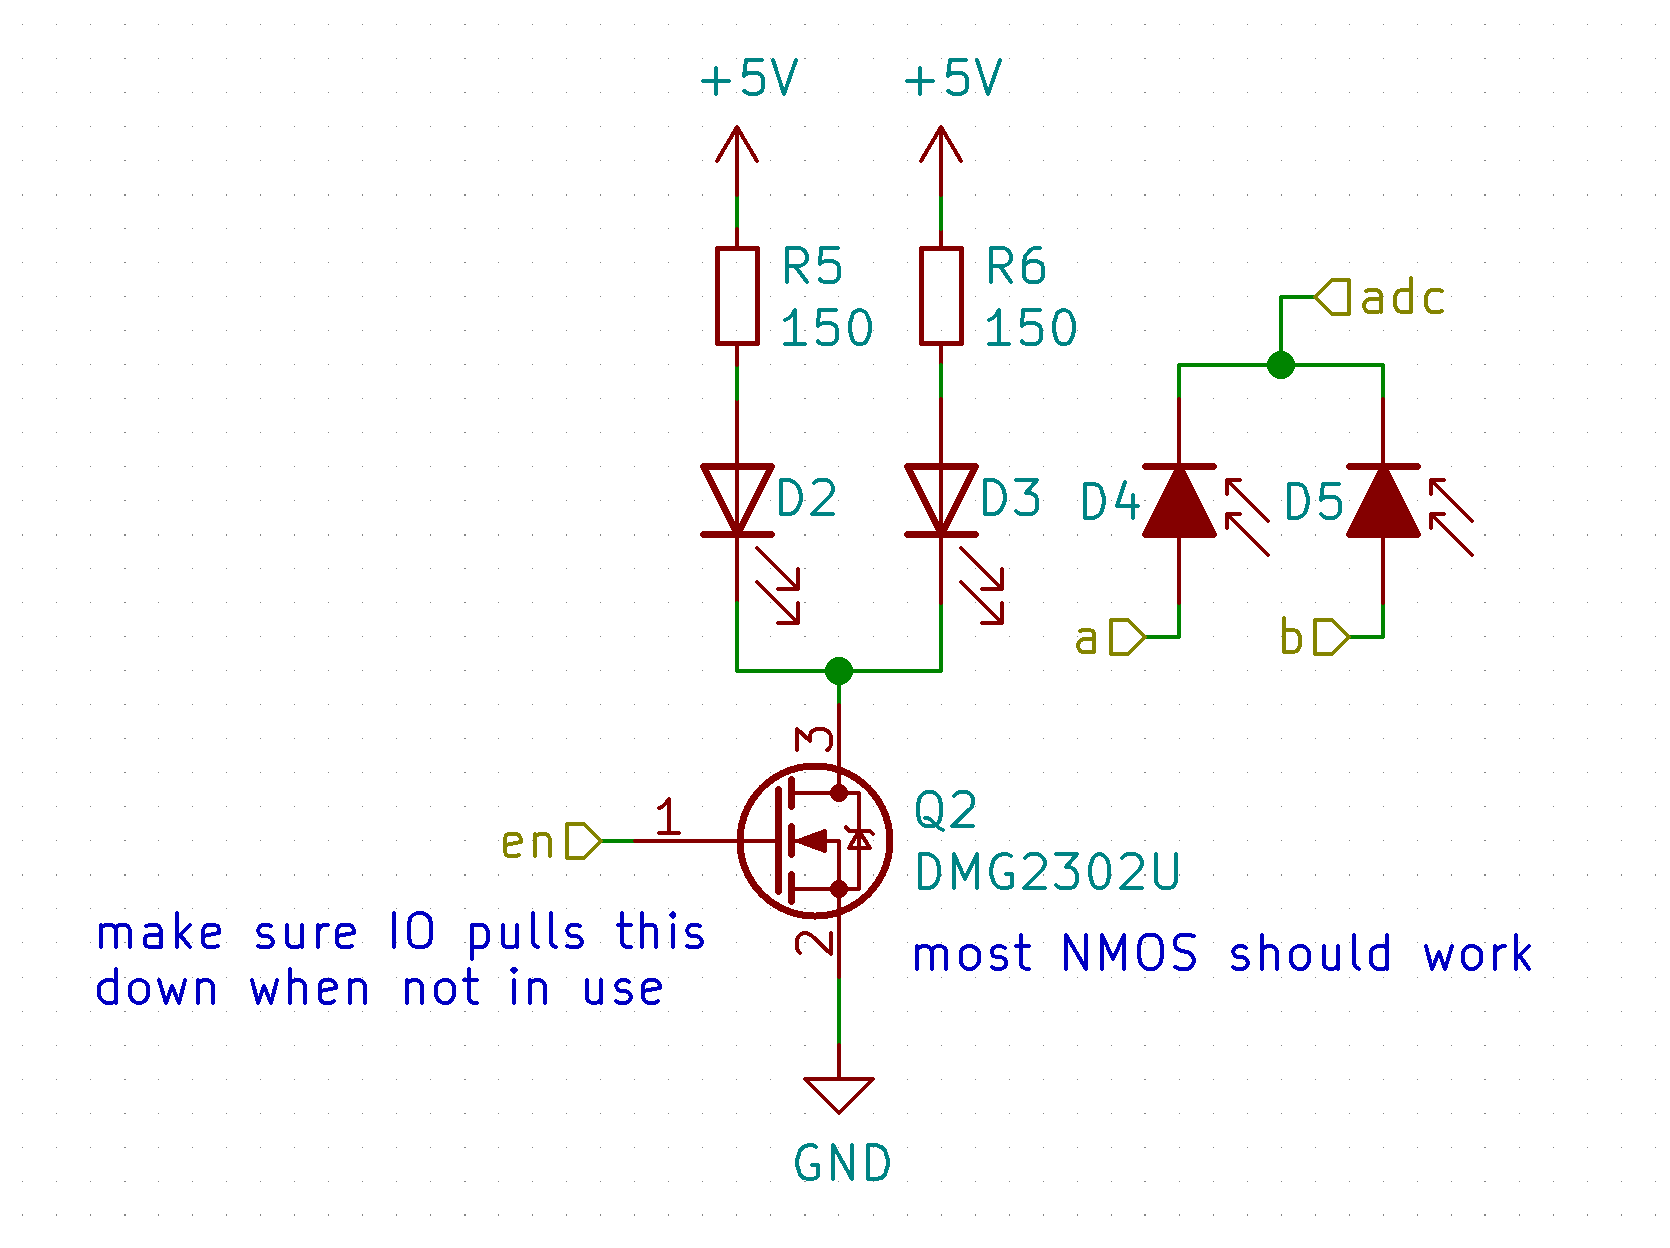 +5V +5V
R5
150
R6
150
adc
D2
D3
D4
D5
a
b
3
1
en
Q2
DMG2302U
make sure IO pulls this
down when not in use
2
most NMOS should work
GND